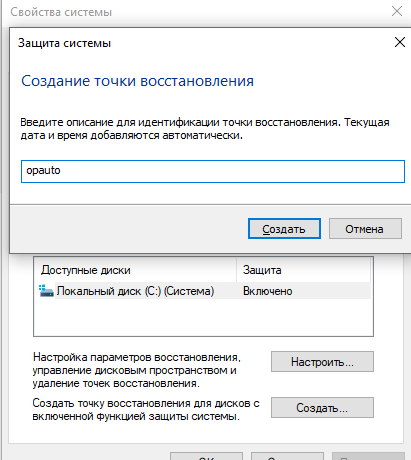 Свойства системы
Защита системы
Создание точки восстановления
Введите описание для идентификации точки восстановления. Текущая
дата и время добавляются автоматически.
opauto
Создать
Отмена
Доступные диски
Защита
Локальный диск (C:) (Система)
Включено
Настройка параметров восстановления,
управление дисковым пространством и
удаление точек восстановления.
Настроить...
Создать точку восстановления для дисков с
включенной функцией защиты системы.
Создать...